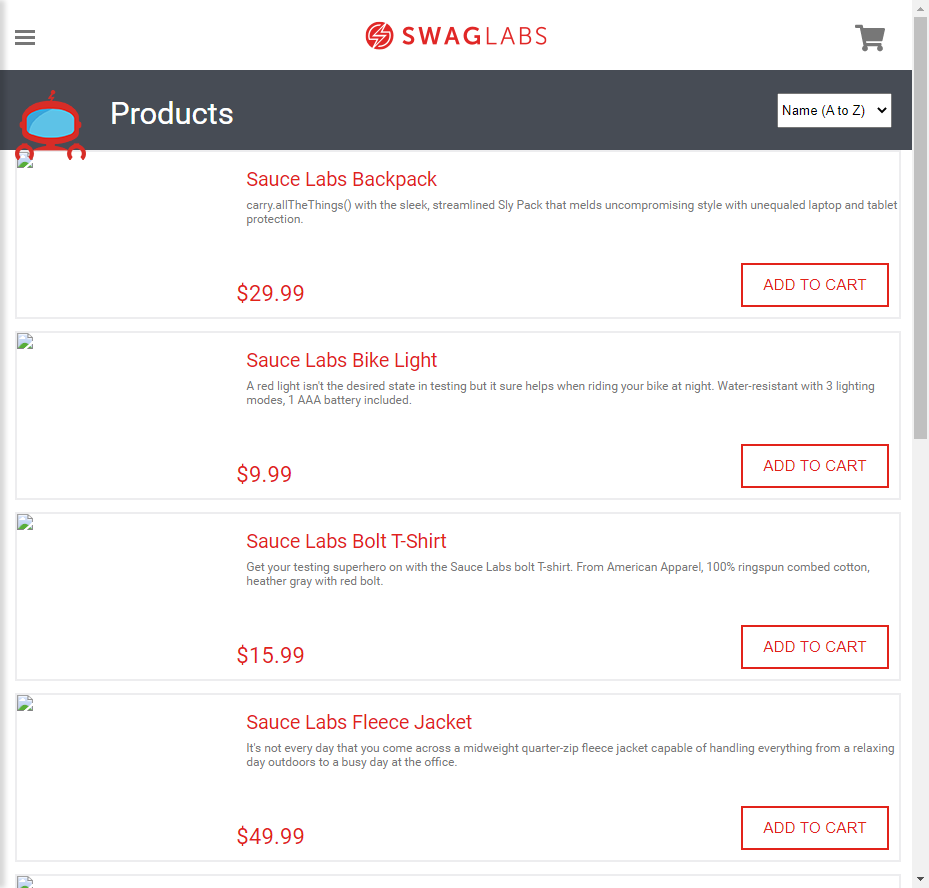 SWAGLABS
Products
Name (A to Z)
Sauce Labs Backpack
carry.allTheThings() with the sleek, streamlined Sly Pack that melds uncompromising style with unequaled laptop and tablet
protection.
$29.99
ADD TO CART
Sauce Labs Bike Light
A red light isn't the desired state in testing but it sure helps when riding your bike at night. Water-resistant with 3 lighting
modes, 1 AAA battery included.
$9.99
ADD TO CART
Sauce Labs Bolt T-Shirt
Get your testing superhero on with the Sauce Labs bolt T-shirt. From American Apparel, 100% ringspun combed cotton,
heather gray with red bolt.
$15.99
ADD TO CART
Sauce Labs Fleece Jacket
It's not every day that you come across a midweight quarter-zip fleece jacket capable of handling everything from a relaxing
day outdoors to a busy day at the office.
$49.99
ADD TO CART